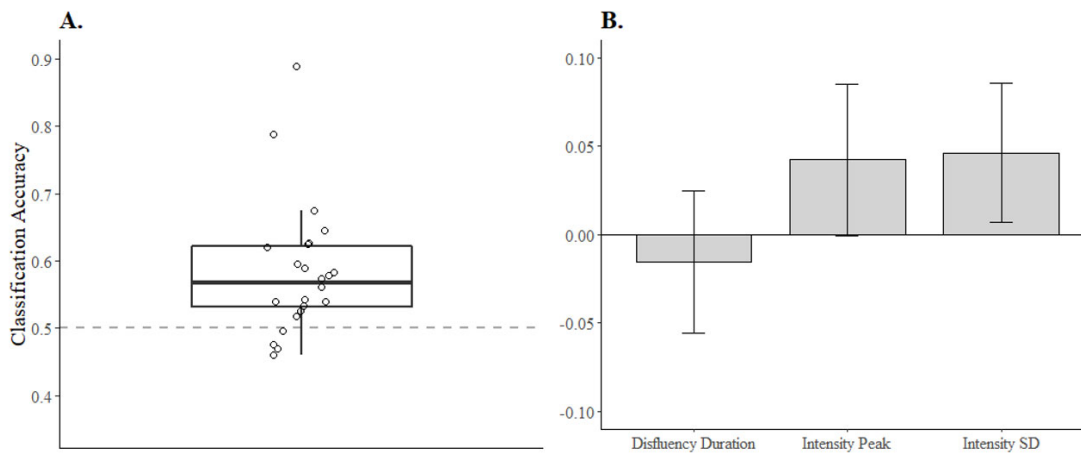 A.
Classification Accuracy
0.9
0.8
0.7
0.6
0.5
0.4
B.
0.10
0.05
0.00
-0.05
-0.10
Disfluency Duration
Intensity Peak
Intensity SD